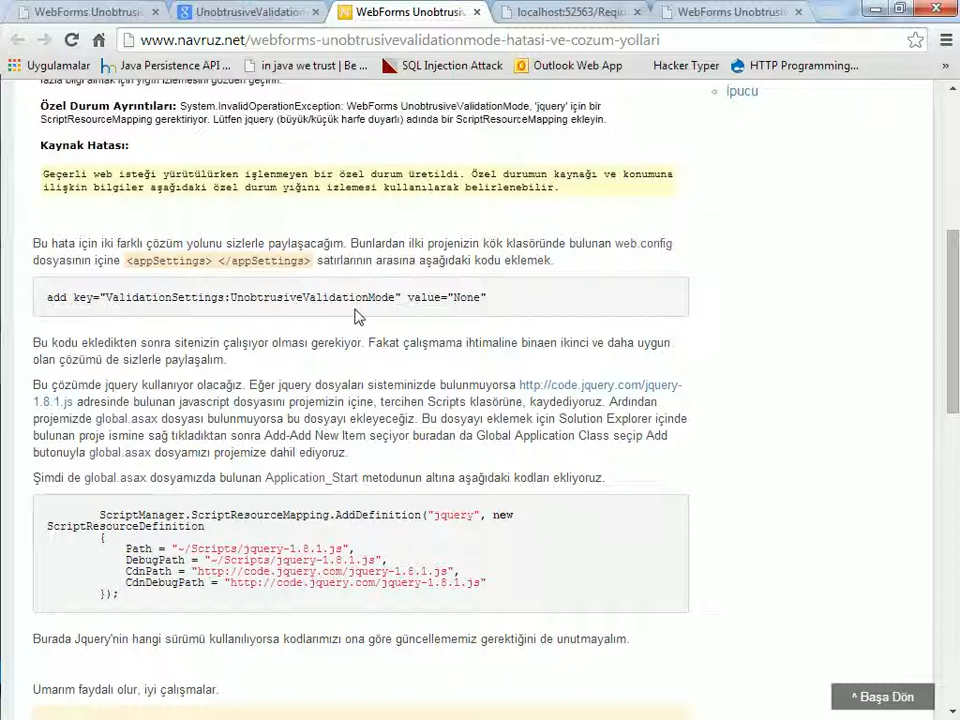 WebForms Unobtrusi
UnobtrusiveValidation
WebForms Unobtrusiv
localhost:52563/Regis
WebForms Unobtrusiv
www.navruz.net/webforms-unobtrusivevalidationmode-hatasi-ve-cozum-yollari
Uygulamalar
Java Persistence API ...
in java we trust | Be ...
SQL Injection Attack
Outlook Web App
Hacker Typer
HTTP Programming...
»
fazla bilgi almak için yığın izlemesini gözden geçirin.
İpucu
Özel Durum Ayrıntıları: System.InvalidOperationException: WebForms UnobtrusiveValidationMode, 'jquery' için bir
ScriptResourceMapping gerektiriyor. Lütfen jquery (büyük/küçük harfe duyarlı) adında bir ScriptResourceMapping ekleyin.
Kaynak Hatası:
Geçerli web isteği yürütülürken işlenmeyen bir özel durum üretildi. Özel durumun kaynağı ve konumuna
ilişkin bilgiler aşağıdaki özel durum yığını izlemesi kullanılarak belirlenebilir.
Bu hata için iki farklı çözüm yolunu sizlerle paylaşacağım. Bunlardan ilki projenizin kök klasöründe bulunan web.config
dosyasının içine <appSettings> </appSettings> satırlarının arasına aşağıdaki kodu eklemek.
add key="ValidationSettings:UnobtrusiveValidationMode" value="None"
Bu kodu ekledikten sonra sitenizin çalışıyor olması gerekiyor. Fakat çalışmama ihtimaline binaen ikinci ve daha uygun
olan çözümü de sizlerle paylaşalım.
Bu çözümde jquery kullanıyor olacağız. Eğer jquery dosyaları sisteminizde bulunmuyorsa http://code.jquery.com/jquery-
1.8.1.js adresinde bulunan javascript dosyasını projemizin içine, tercihen Scripts klasörüne, kaydediyoruz. Ardından
projemizde global.asax dosyası bulunmuyorsa bu dosyayı ekleyeceğiz. Bu dosyayı eklemek için Solution Explorer içinde
bulunan proje ismine sağ tıkladıktan sonra Add-Add New Item seçiyor buradan da Global Application Class seçip Add
butonuyla global.asax dosyamızı projemize dahil ediyoruz.
Şimdi de global.asax dosyamızda bulunan Application_Start metodunun altına aşağıdaki kodları ekliyoruz.
ScriptManager.ScriptResourceMapping.AddDefinition("jquery", new
ScriptResourceDefinition
{
Path = "~/Scripts/jquery-1.8.1.js",
DebugPath = "~/Scripts/jquery-1.8.1.js",
CdnPath = "http://code.jquery.com/jquery-1.8.1.js",
CdnDebugPath = "http://code.jquery.com/jquery-1.8.1.js"
});
Burada Jquery'nin hangi sürümü kullanılıyorsa kodlarımızı ona göre güncellememiz gerektiğini de unutmayalım.
Umarım faydalı olur, iyi çalışmalar.
^ Başa Dön